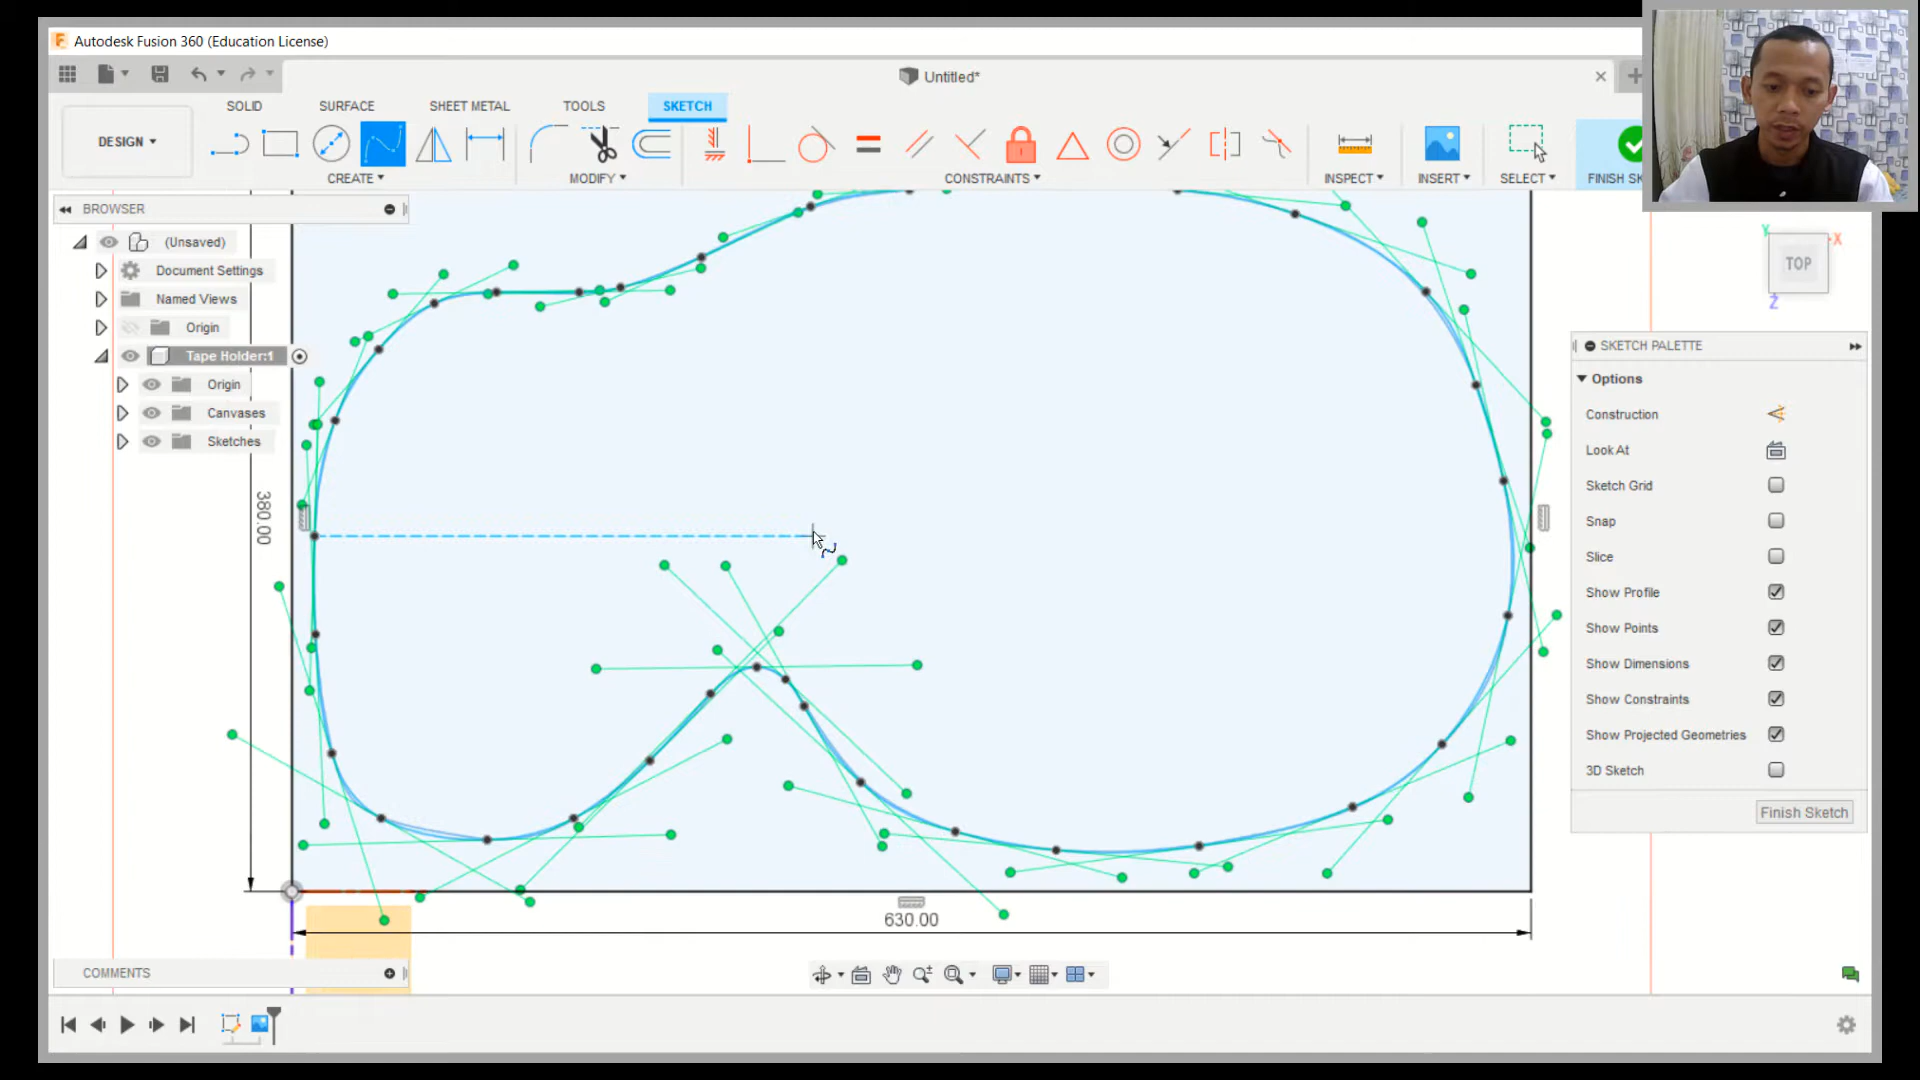 Autodesk Fusion 360 (Education License)
Untitled*
SOLID SURFACE SHEET METAL TOOLS SKETCH
DESIGN
CREATE MODIFY CONSTRAINTS INSPECT INSERT SELECT FINISH SK
BROWSER
(Unsaved)
Document Settings
Named Views
Origin
Tape Holder:1
Origin
Canvases
Sketches
Y
X
TOP
Z
380.00
630.00
SKETCH PALETTE
Options
Construction
Look At
Sketch Grid
Snap
Slice
Show Profile
Show Points
Show Dimensions
Show Constraints
Show Projected Geometries
3D Sketch
Finish Sketch
COMMENTS